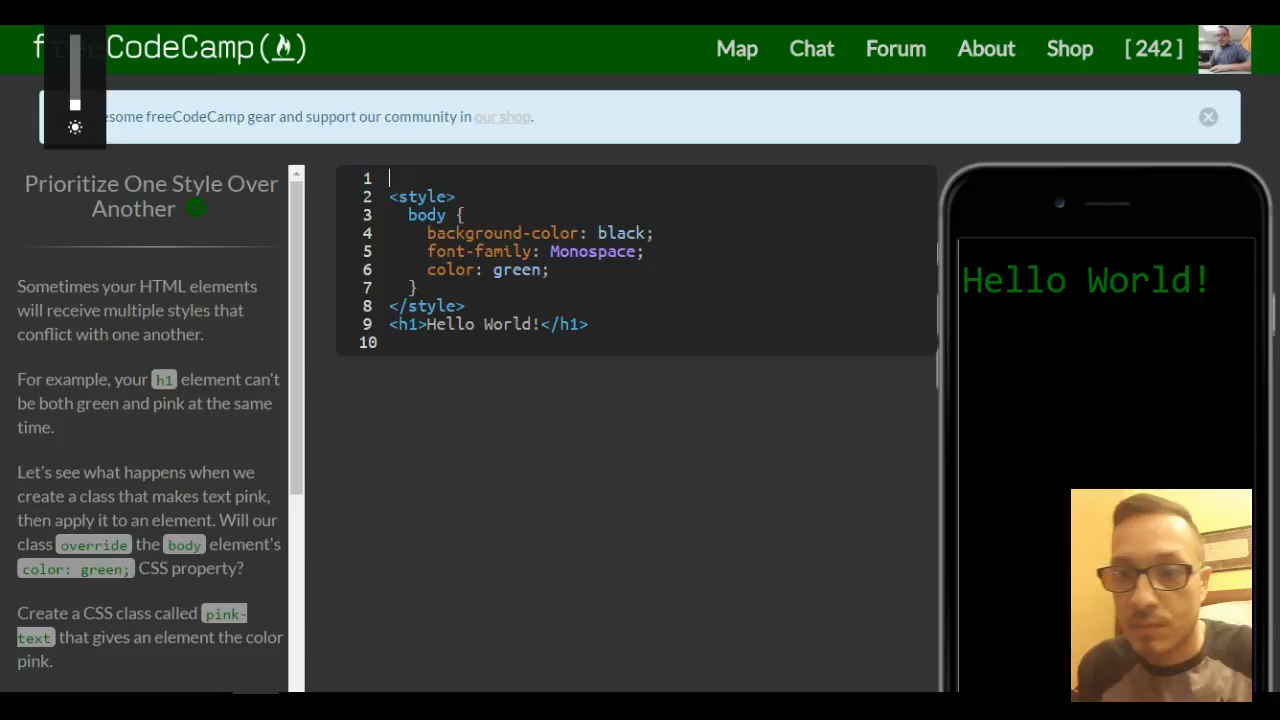 freeCodeCamp(🔥)
Map
Chat
Forum
About
Shop
[ 242 ]
esome freeCodeCamp gear and support our community in our shop.
Prioritize One Style Over
Another
Sometimes your HTML elements
will receive multiple styles that
conflict with one another.
For example, your h1 element can't
be both green and pink at the same
time.
Let's see what happens when we
create a class that makes text pink,
then apply it to an element. Will our
class override the body element's
color: green; CSS property?
Create a CSS class called pink-
text that gives an element the color
pink.
1
2 <style>
3 body {
4 background-color: black;
5 font-family: Monospace;
6 color: green;
7 }
8 </style>
9 <h1>Hello World!</h1>
10
Hello World!